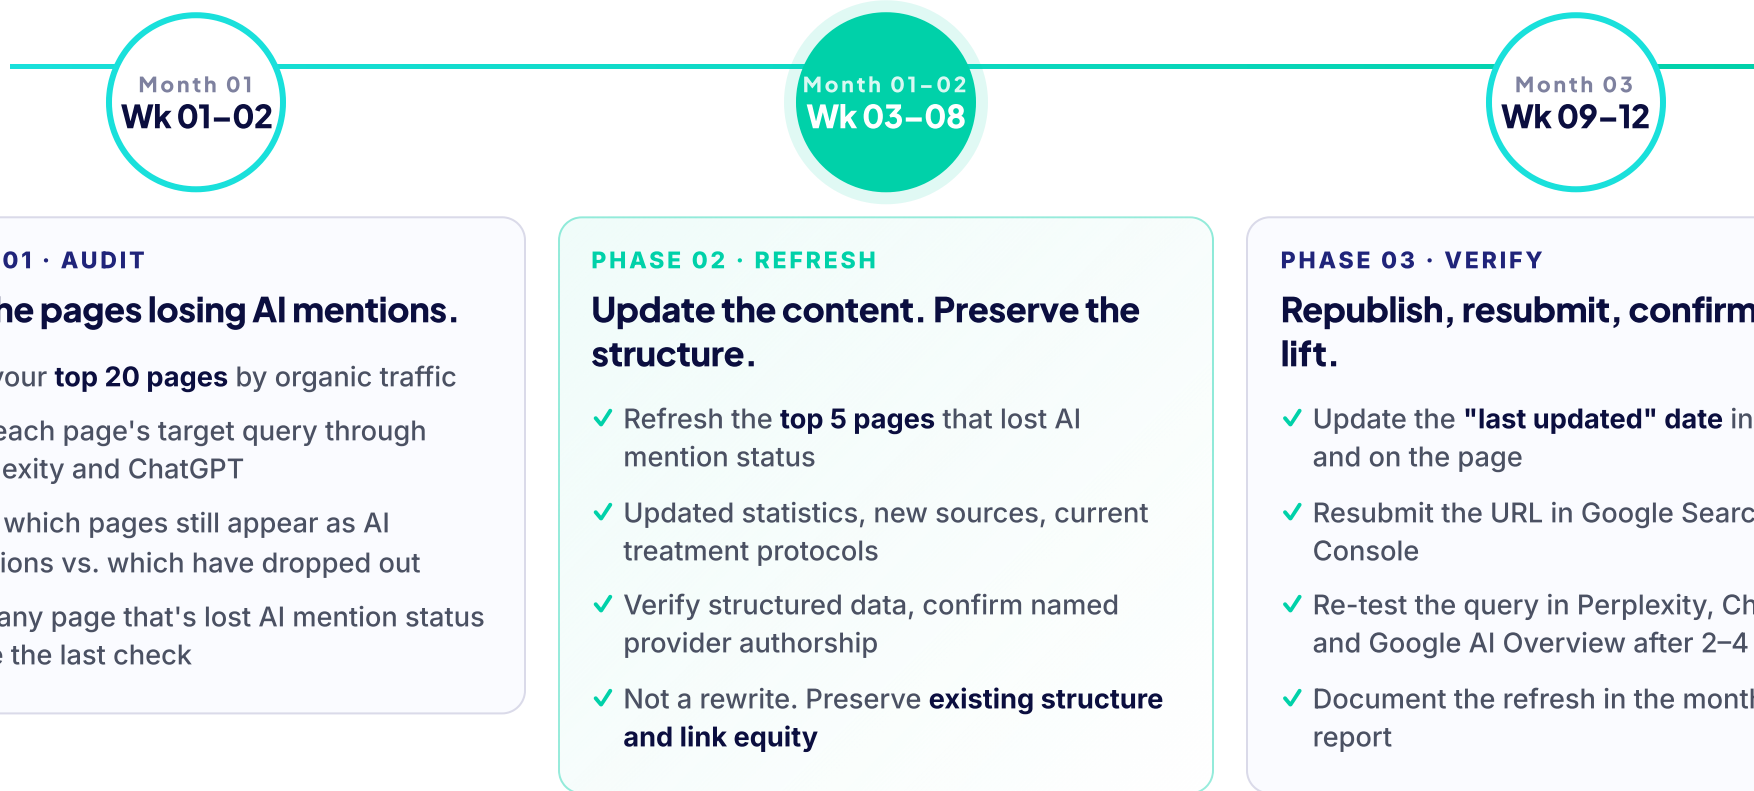 Month 01
Wk 01–02
Month 01–02
Wk 03–08
Month 03
Wk 09–12
01 · AUDIT
he pages losing AI mentions.
your top 20 pages by organic traffic
each page's target query through
exity and ChatGPT
which pages still appear as AI
ions vs. which have dropped out
any page that's lost AI mention status
the last check
PHASE 02 · REFRESH
Update the content. Preserve the
structure.
Refresh the top 5 pages that lost AI
mention status
Updated statistics, new sources, current
treatment protocols
Verify structured data, confirm named
provider authorship
Not a rewrite. Preserve existing structure
and link equity
PHASE 03 · VERIFY
Republish, resubmit, confirm
lift.
Update the "last updated" date in
and on the page
Resubmit the URL in Google Searc
Console
Re-test the query in Perplexity, Ch
and Google AI Overview after 2–4
Document the refresh in the mont
report